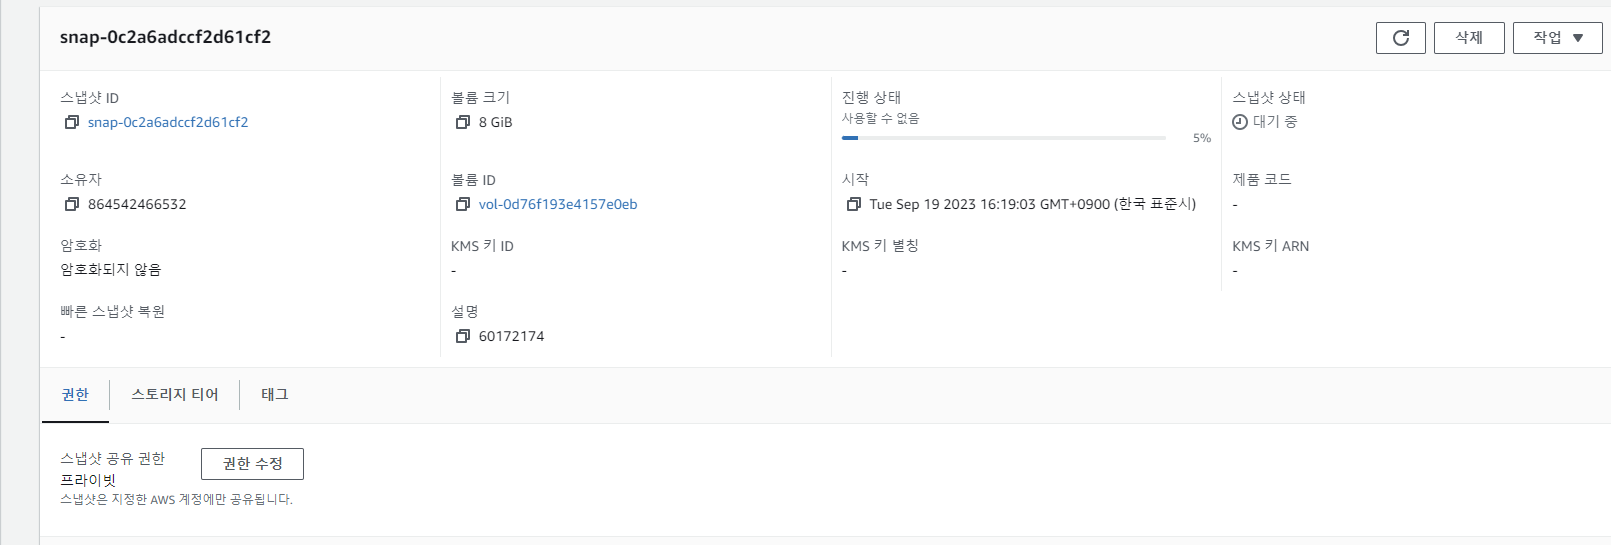 snap-0c2a6adccf2d61cf2
삭제
작업
스냅샷 ID
snap-0c2a6adccf2d61cf2
볼륨 크기
8 GiB
진행 상태
사용할 수 없음
5%
스냅샷 상태
대기 중
소유자
864542466532
볼륨 ID
vol-0d76f193e4157e0eb
시작
Tue Sep 19 2023 16:19:03 GMT+0900 (한국 표준시)
제품 코드
-
암호화
암호화되지 않음
KMS 키 ID
-
KMS 키 별칭
-
KMS 키 ARN
-
빠른 스냅샷 복원
-
설명
60172174
권한
스토리지 티어
태그
스냅샷 공유 권한
프라이빗
스냅샷은 지정한 AWS 계정에만 공유됩니다.
권한 수정